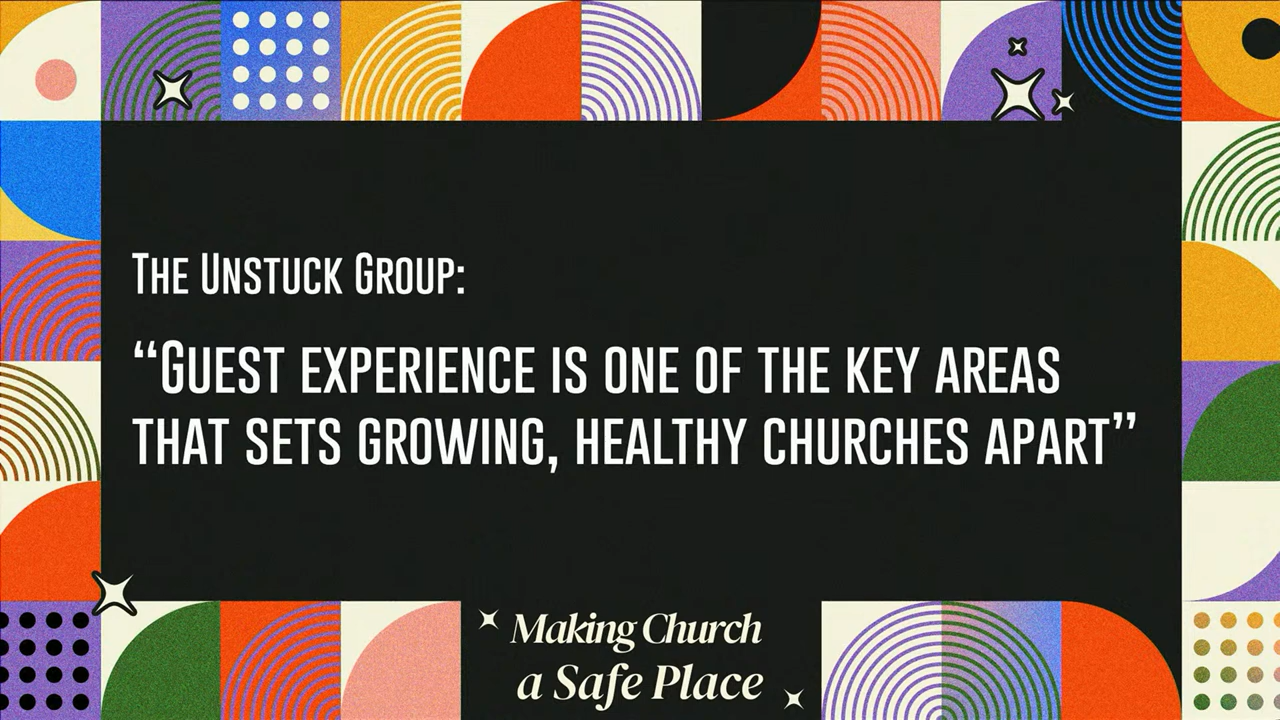 The Unstuck Group:
“Guest experience is one of the key areas
that sets growing, healthy churches apart”
Making Church
a Safe Place